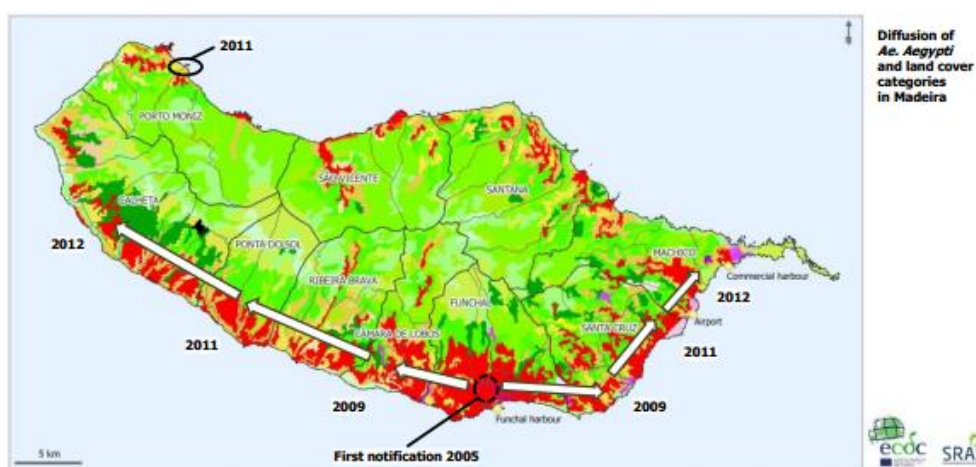 2011
Diffusion of
Ae. Aegypti
and land cover
categories
in Madeira
PORTO MONIZ
SÃO VICENTE
SANTANA
CALHETA
2012
PONTA DO SOL
MACHICO
Commercial harbour
RIBEIRA BRAVA
2012
FUNCHAL
SANTA CRUZ
Airport
CÂMARA DE LOBOS
2011
2011
2009
2009
Funchal harbour
First notification 2005
5 km
ecdc
SRA